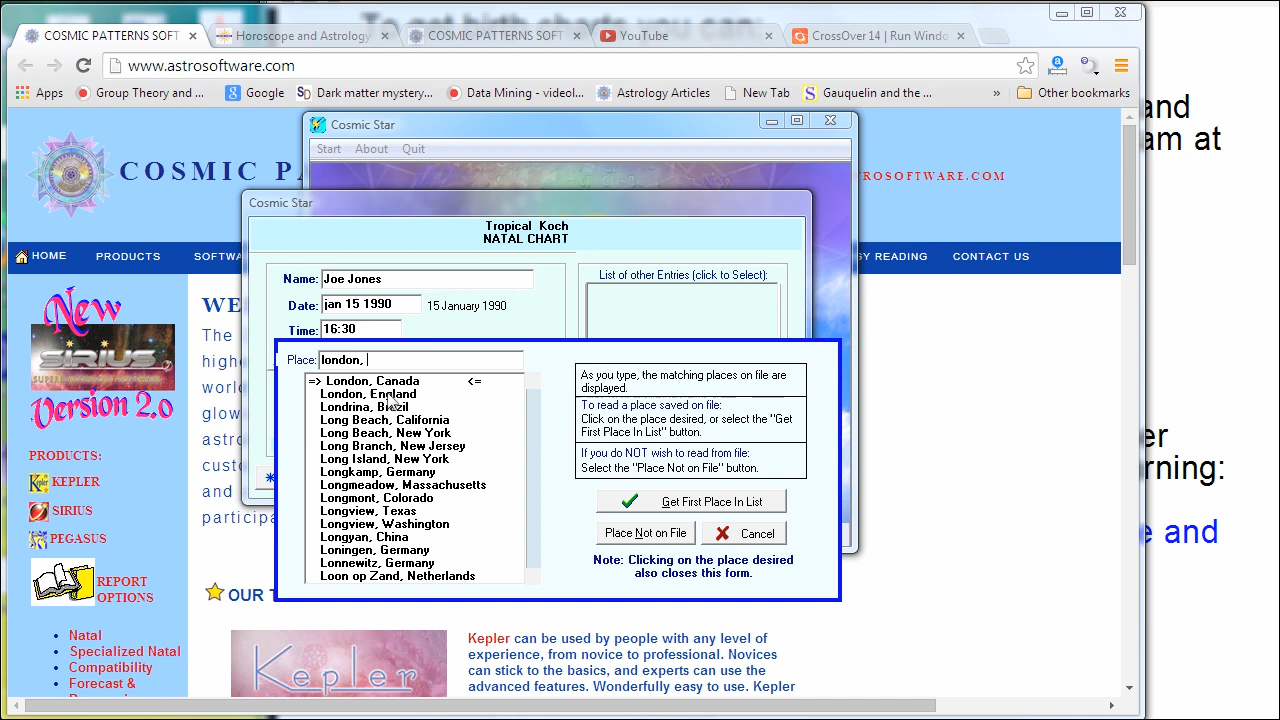 To get birth charts you can:
COSMIC PATTERNS SOFT
Horoscope and Astrology
COSMIC PATTERNS SOFT
YouTube
CrossOver 14 | Run Windo
www.astrosoftware.com
Apps
Group Theory and ...
Google
Dark matter mystery...
Data Mining - videol...
Astrology Articles
New Tab
Gauquelin and the ...
»
Other bookmarks
and
am at
COSMIC PA
ROSOFTWARE.COM
Cosmic Star
Start About Quit
HOME
PRODUCTS
SOFTWA
GY READING
CONTACT US
Cosmic Star
Tropical Koch
NATAL CHART
Name: Joe Jones
Date: jan 15 1990 15 January 1990
Time: 16:30
List of other Entries (click to Select):
New
SIRIUS
Version 2.0
WE
The
high
world
glow
astro
custo
and
participa
er
rning:
e and
Place: london,
=> London, Canada <=
London, England
Londrina, Brazil
Long Beach, California
Long Beach, New York
Long Branch, New Jersey
Long Island, New York
Longkamp, Germany
Longmeadow, Massachusetts
Longmont, Colorado
Longview, Texas
Longview, Washington
Longyan, China
Loningen, Germany
Lonnewitz, Germany
Loon op Zand, Netherlands
As you type, the matching places on file are
displayed.
To read a place saved on file:
Click on the place desired, or select the "Get
First Place In List" button.
If you do NOT wish to read from file:
Select the "Place Not on File" button.
Get First Place In List
Place Not on File
Cancel
Note: Clicking on the place desired
also closes this form.
PRODUCTS:
KEPLER
SIRIUS
PEGASUS
REPORT
OPTIONS
Natal
Specialized Natal
Compatibility
Forecast &
OUR T
Kepler
Kepler can be used by people with any level of
experience, from novice to professional. Novices
can stick to the basics, and experts can use the
advanced features. Wonderfully easy to use. Kepler